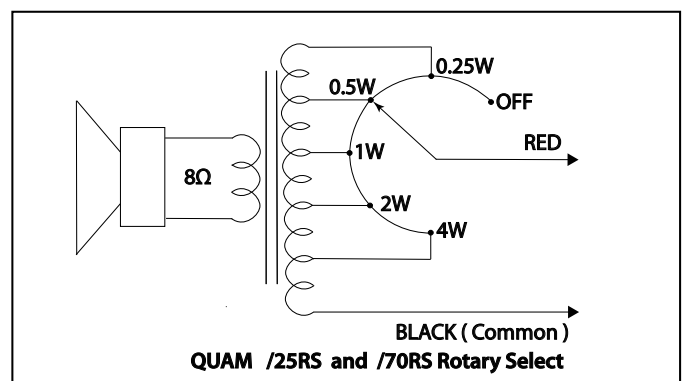 0.25W
0.5W
OFF
RED
1W
8Ω
2W
4W
BLACK ( Common )
QUAM /25RS and /70RS Rotary Select